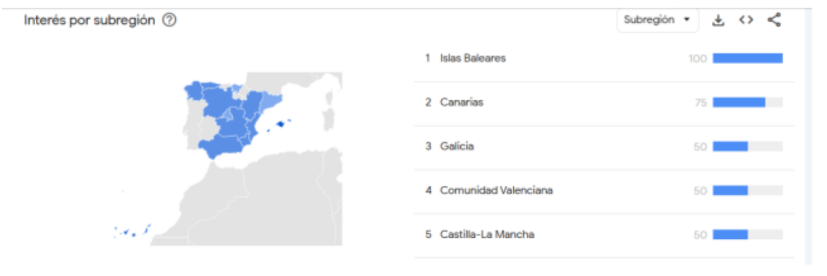 Interés por subregión
Subregión
1 Islas Baleares 100
2 Canarias 75
3 Galicia 50
4 Comunidad Valenciana 50
5 Castilla-La Mancha 50